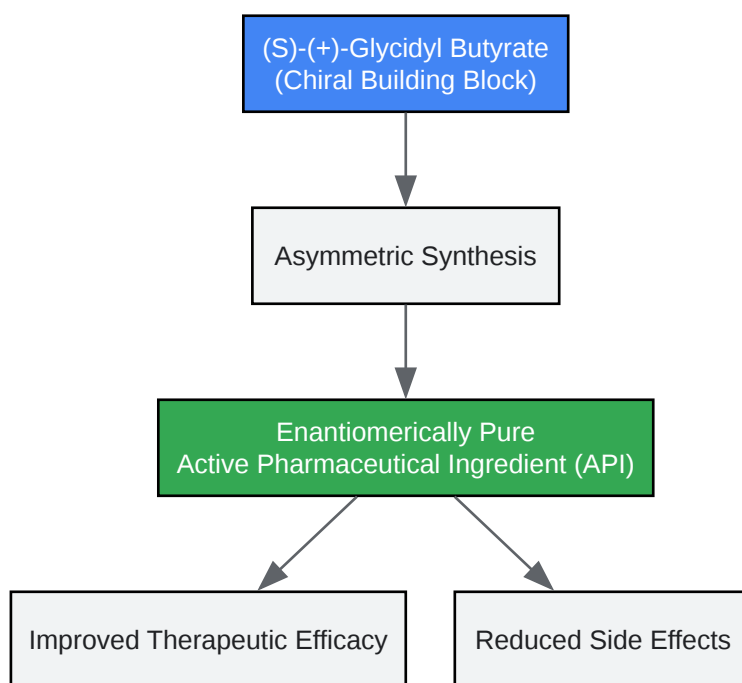 (S)-(+)-Glycidyl Butyrate
(Chiral Building Block)
Asymmetric Synthesis
Enantiomerically Pure
Active Pharmaceutical Ingredient (API)
Improved Therapeutic Efficacy
Reduced Side Effects